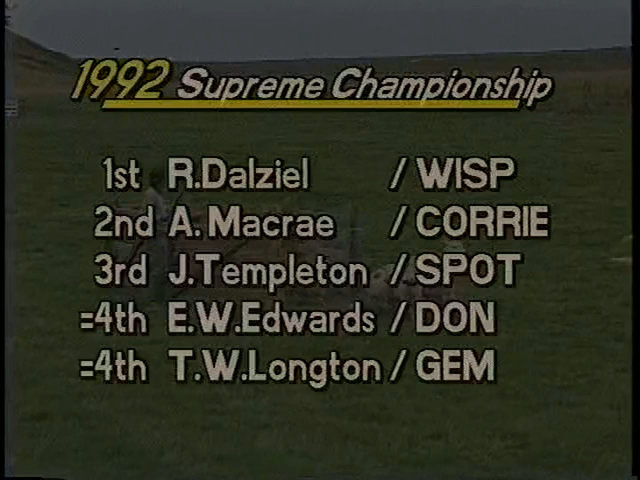 1992 Supreme Championship
1st R.Dalziel / WISP
2nd A.Macrae / CORRIE
3rd J.Templeton / SPOT
=4th E.W.Edwards / DON
=4th T.W.Longton / GEM